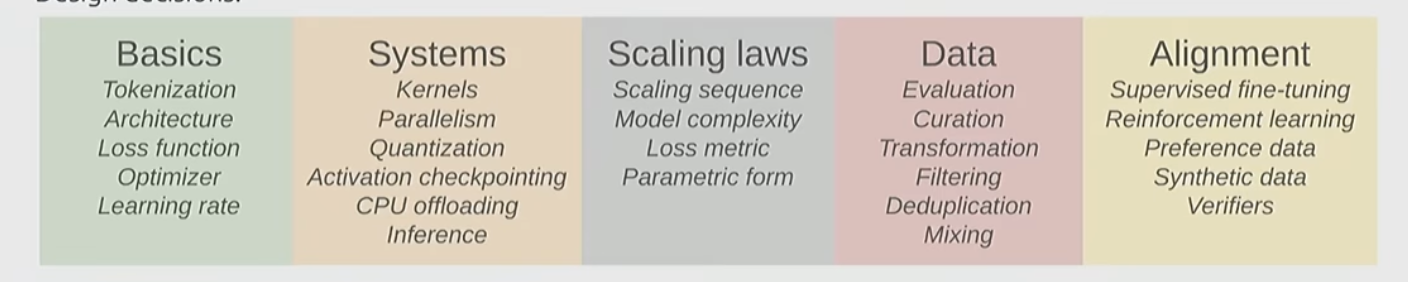 Design decisions:
Basics
Tokenization
Architecture
Loss function
Optimizer
Learning rate
Systems
Kernels
Parallelism
Quantization
Activation checkpointing
CPU offloading
Inference
Scaling laws
Scaling sequence
Model complexity
Loss metric
Parametric form
Data
Evaluation
Curation
Transformation
Filtering
Deduplication
Mixing
Alignment
Supervised fine-tuning
Reinforcement learning
Preference data
Synthetic data
Verifiers